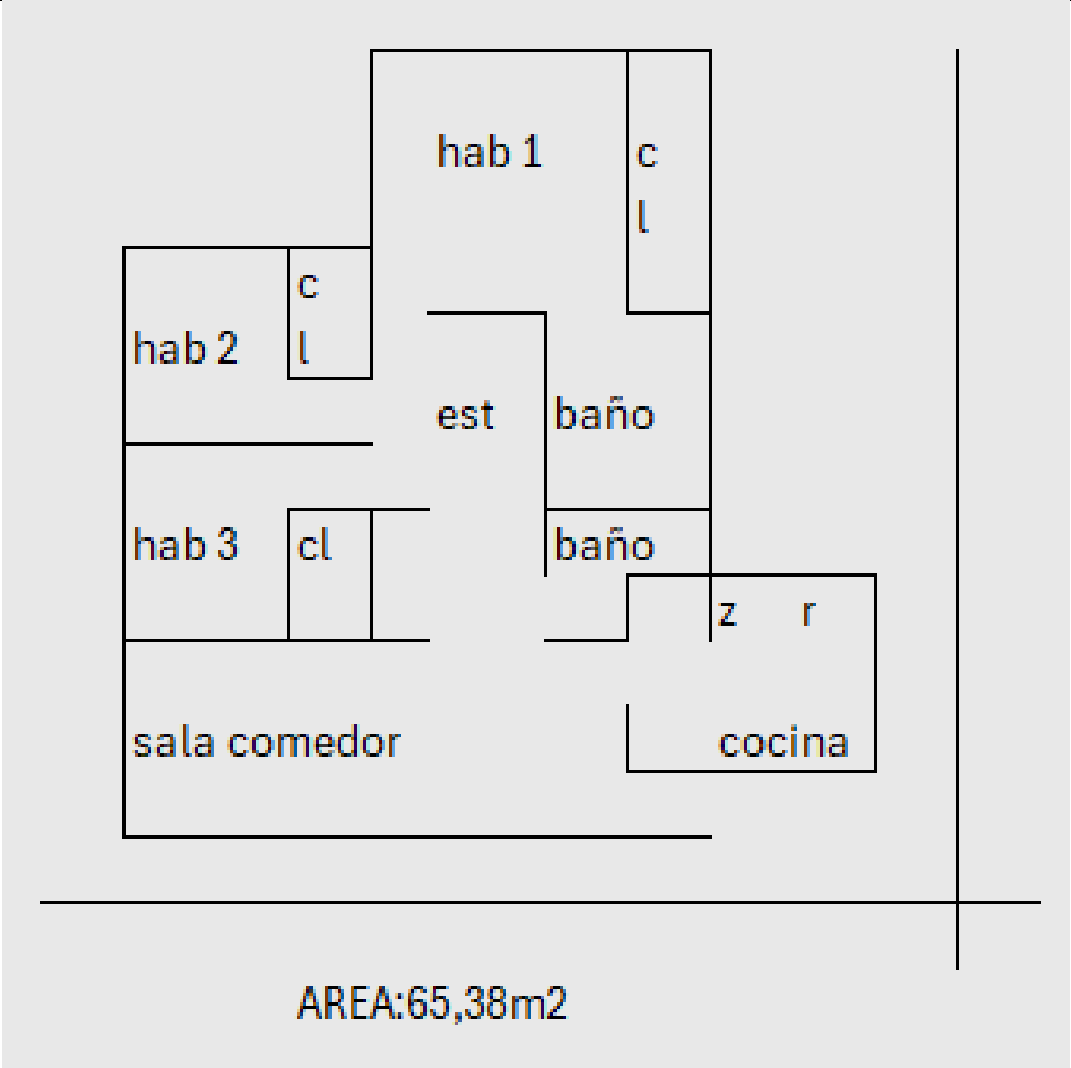 hab 1
c
l
c
hab 2
l
est
baño
hab 3
cl
baño
z
r
sala comedor
cocina
AREA:65,38m2